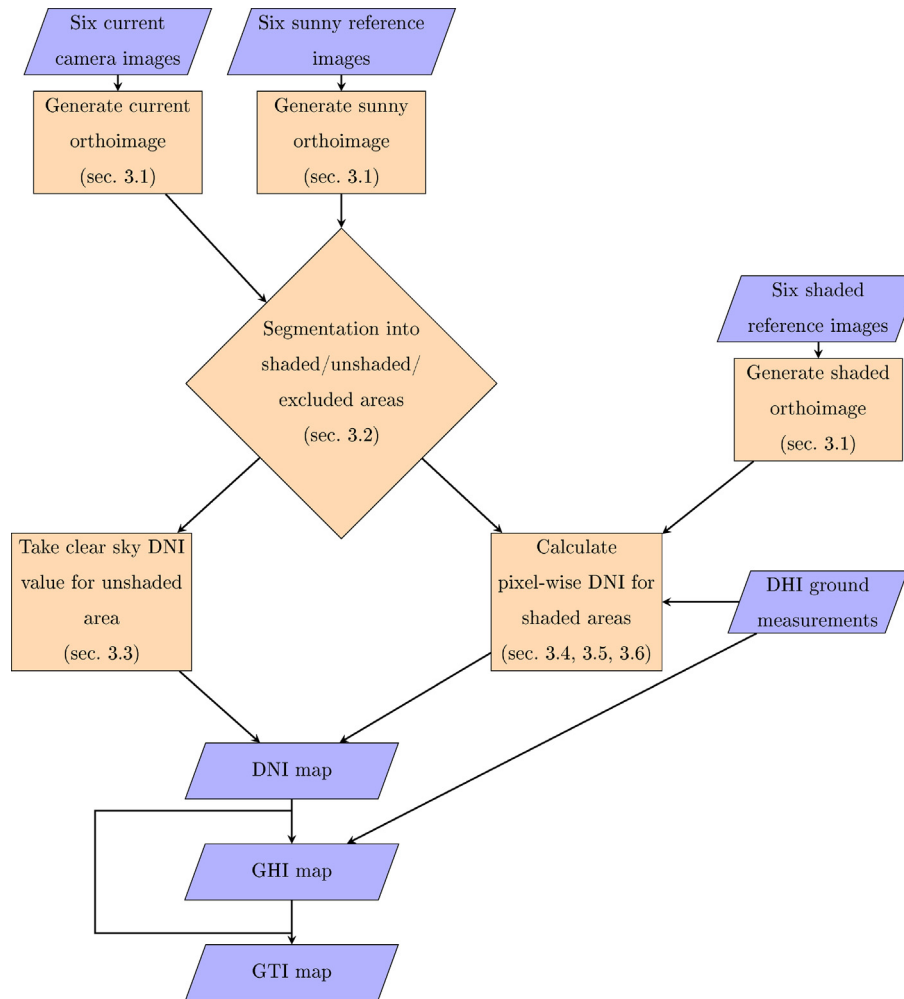 Six current
camera images
Six sunny reference
images
Generate current
orthoimage
(sec. 3.1)
Generate sunny
orthoimage
(sec. 3.1)
Segmentation into
shaded/unshaded/
excluded areas
(sec. 3.2)
Six shaded
reference images
Generate shaded
orthoimage
(sec. 3.1)
Take clear sky DNI
value for unshaded
area
(sec. 3.3)
Calculate
pixel-wise DNI for
shaded areas
(sec. 3.4, 3.5, 3.6)
DHI ground
measurements
DNI map
GHI map
GTI map